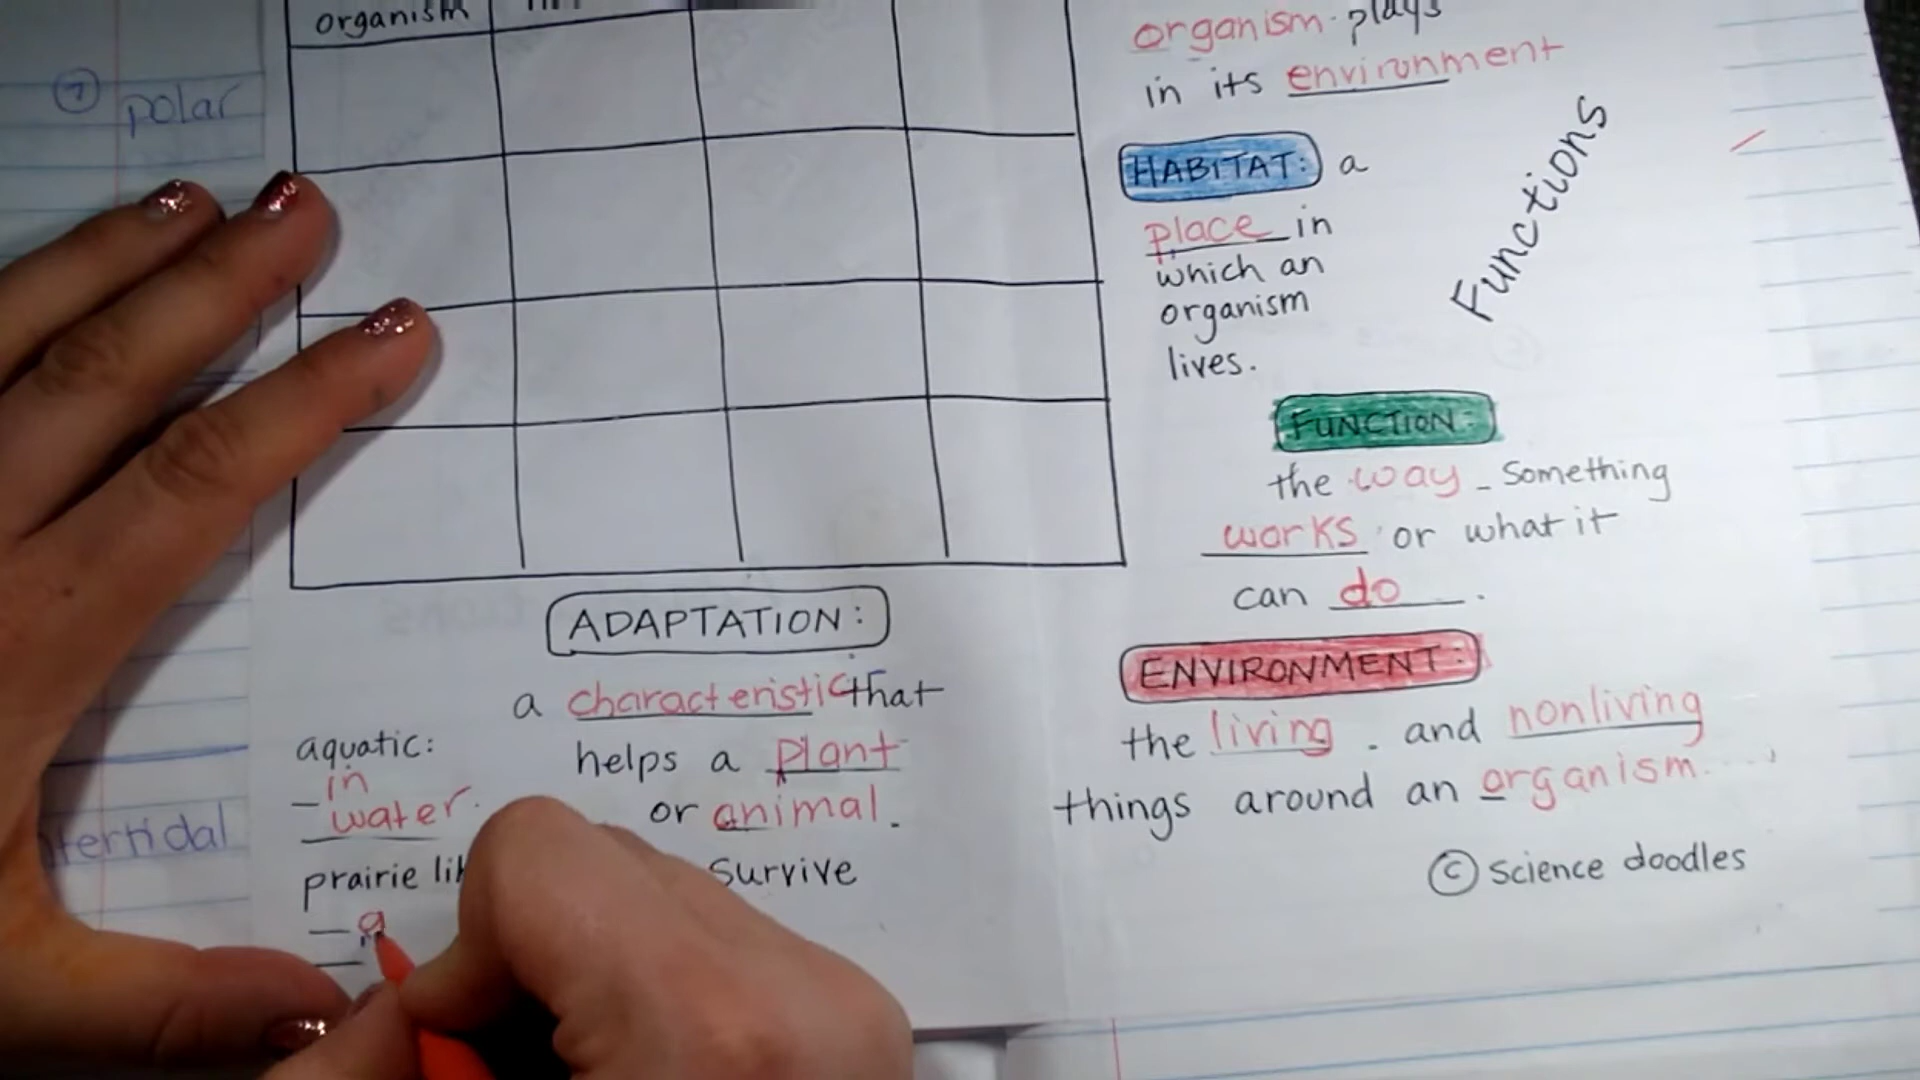 organism
organism plays
in its environment
HABITAT: a
place in
which an
organism
lives.
Functions
FUNCTION:
the way something
works or what it
can do.
ENVIRONMENT:
the living and nonliving
things around an organism
© Science doodles
ADAPTATION:
a characteristic that
helps a plant
or animal.
survive
aquatic:
in
water
prairie
7 polar